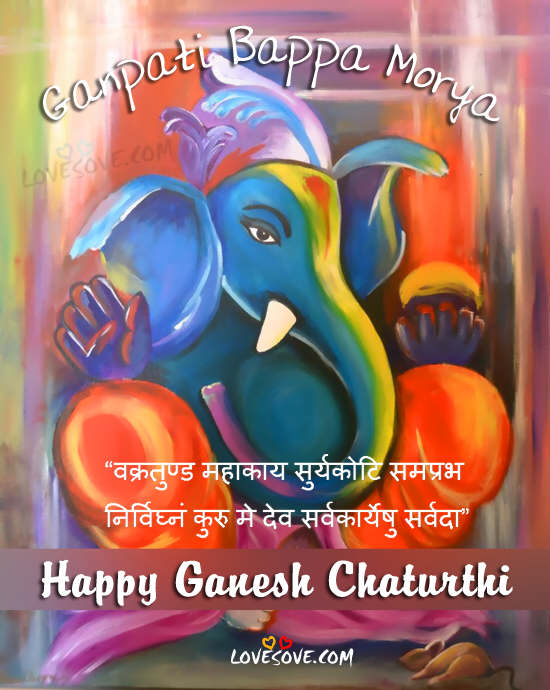 Ganpati Bappa Morya
LOVESOVE.COM
“वक्रतुण्ड महाकाय सुर्यकोटि समप्रभ
निर्विघ्नं कुरु मे देव सर्वकार्येषु सर्वदा”
Happy Ganesh Chaturthi
LOVESOVE.COM